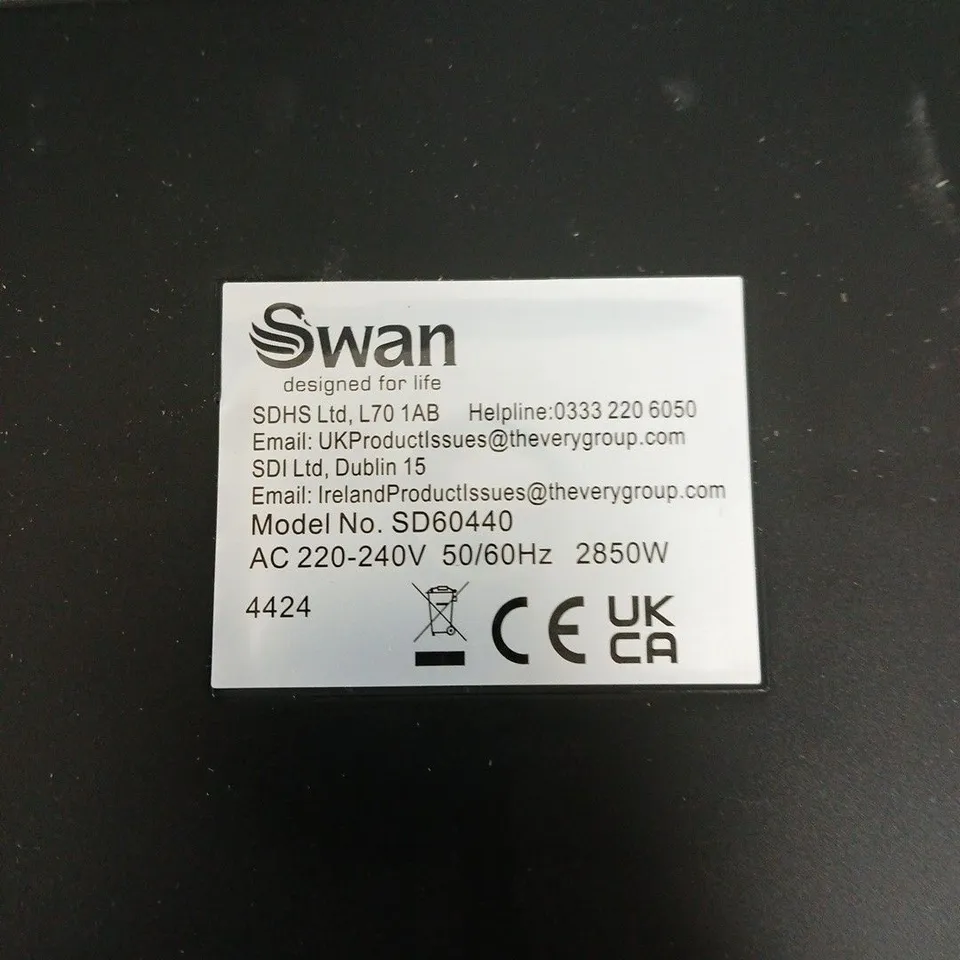 Swan
designed for life
SDHS Ltd, L70 1AB Helpline:0333 220 6050
Email: UKProductIssues@theverygroup.com
SDI Ltd, Dublin 15
Email: IrelandProductIssues@theverygroup.com
Model No. SD60440
AC 220-240V 50/60Hz 2850W
4424 CE UK
CA